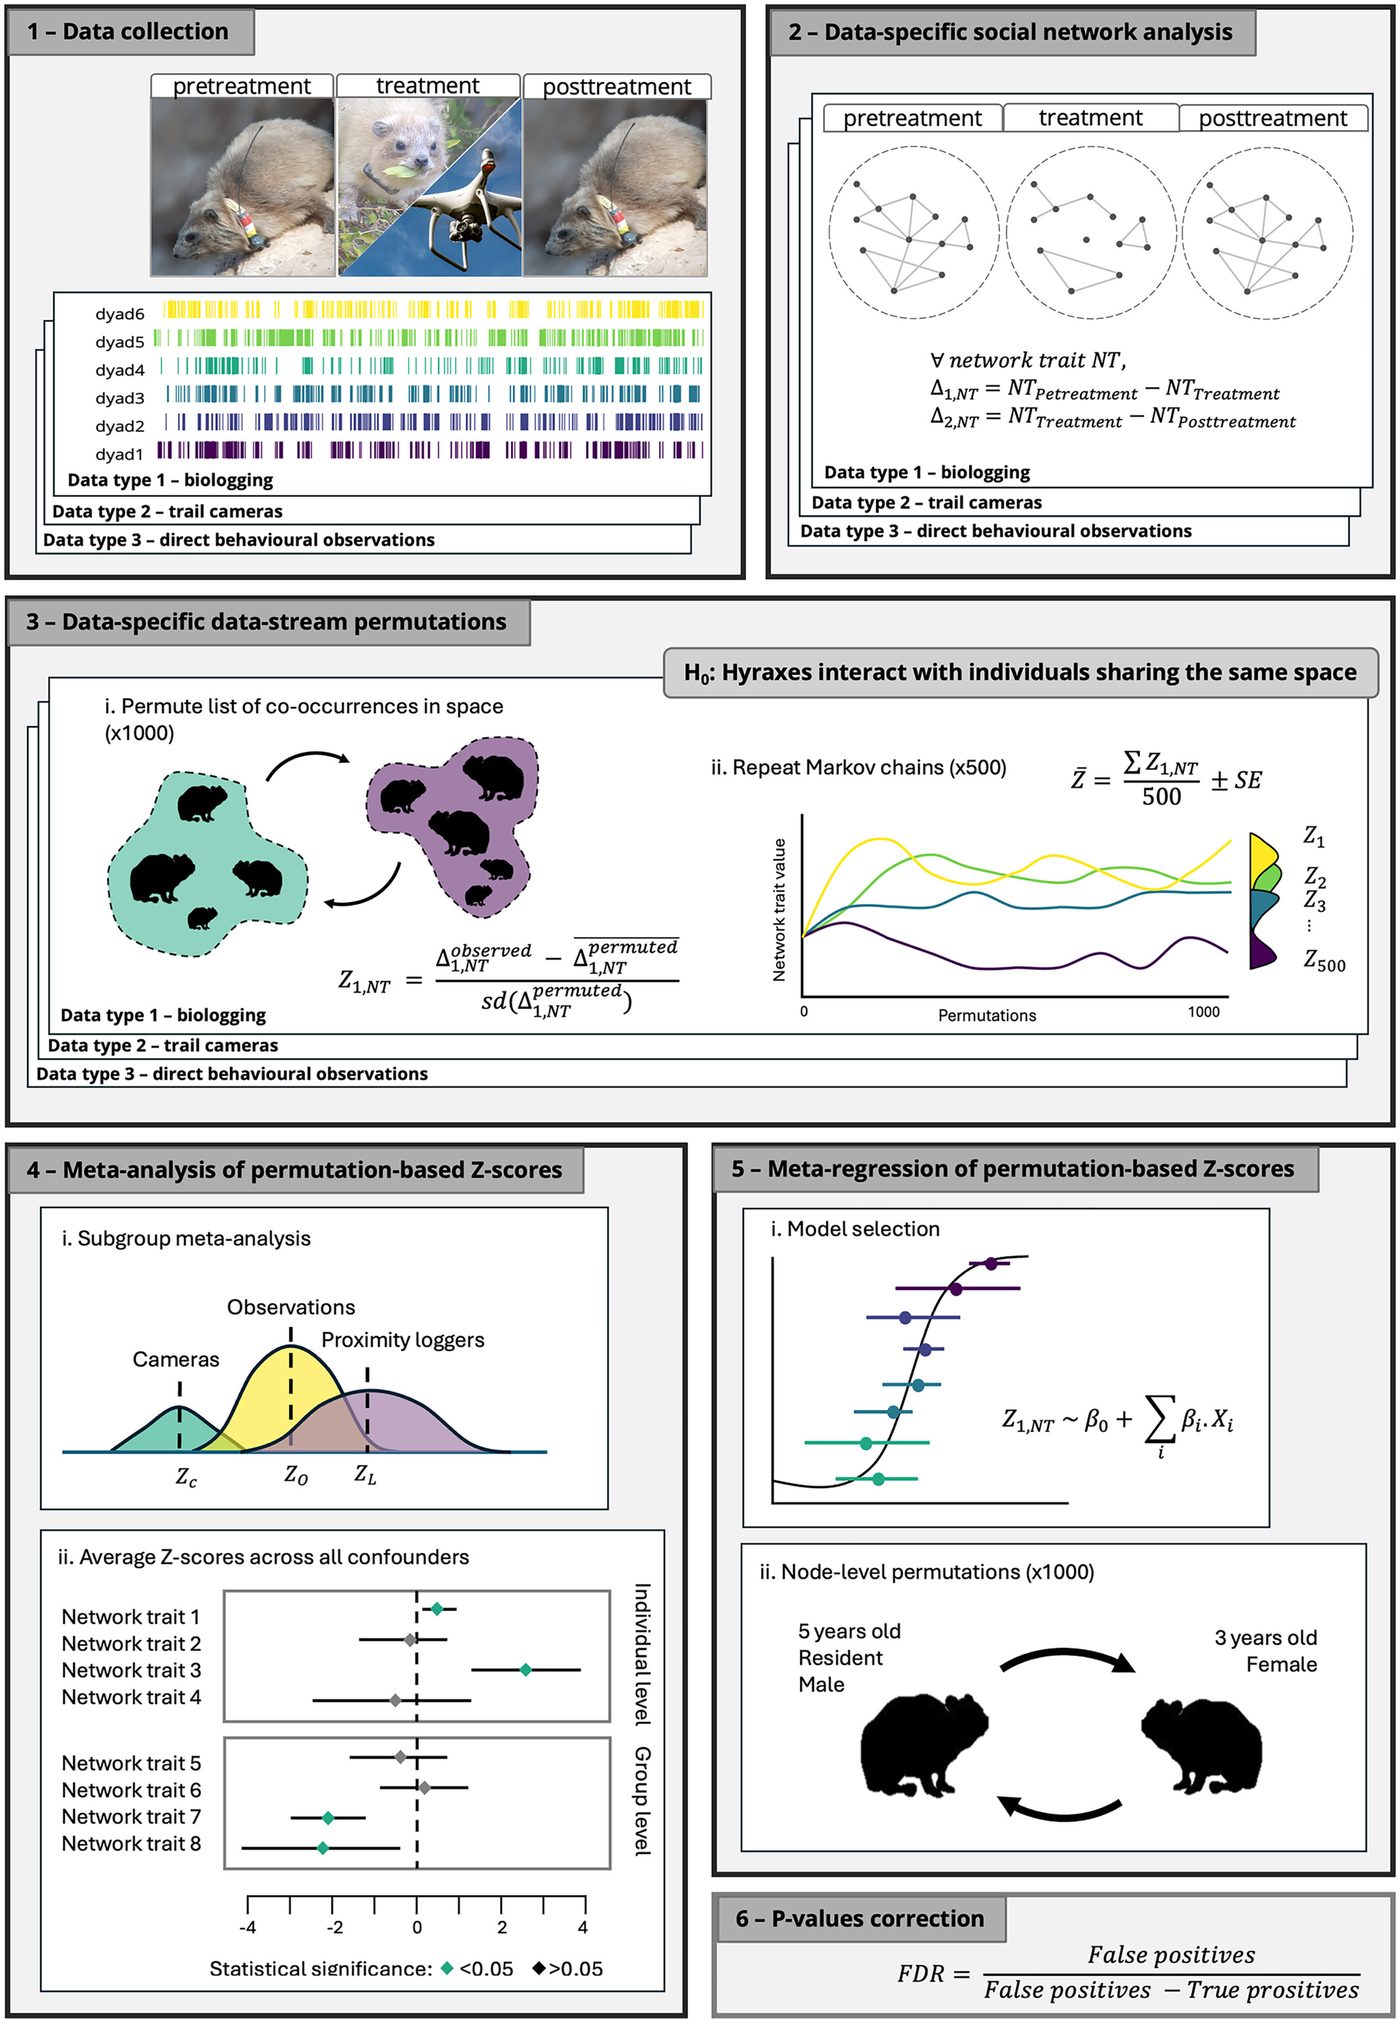 1 – Data collection
pretreatment
treatment
posttreatment
dyad6
dyad5
dyad4
dyad3
dyad2
dyad1
Data type 1 – biologging
Data type 2 – trail cameras
Data type 3 – direct behavioural observations
2 – Data-specific social network analysis
pretreatment
treatment
posttreatment
∀ network trait NT,
Δ1,NT = NTPetreatment − NTTreatment
Δ2,NT = NTTreatment − NTPosttreatment
Data type 1 – biologging
Data type 2 – trail cameras
Data type 3 – direct behavioural observations
3 – Data-specific data-stream permutations
H0: Hyraxes interact with individuals sharing the same space
i. Permute list of co-occurrences in space
(x1000)
Z1,NT = (Δ1,NT^observed − \overline{Δ1,NT^permuted}) / sd(Δ1,NT^permuted)
ii. Repeat Markov chains (x500)
Z̄ = ∑ Z1,NT / 500 ± SE
Network trait value
0
Permutations
1000
Z1
Z2
Z3
⋮
Z500
Data type 1 – biologging
Data type 2 – trail cameras
Data type 3 – direct behavioural observations
4 – Meta-analysis of permutation-based Z-scores
i. Subgroup meta-analysis
Observations
Proximity loggers
Cameras
Zc
ZO
ZL
ii. Average Z-scores across all confounders
Network trait 1
Network trait 2
Network trait 3
Network trait 4
Individual level
Network trait 5
Network trait 6
Network trait 7
Network trait 8
Group level
-4
-2
0
2
4
Statistical significance: <0.05 >0.05
5 – Meta-regression of permutation-based Z-scores
i. Model selection
Z1,NT ~ β0 + ∑i βi.Xi
ii. Node-level permutations (x1000)
5 years old
Resident
Male
3 years old
Female
6 – P-values correction
FDR = False positives / False positives − True prositives